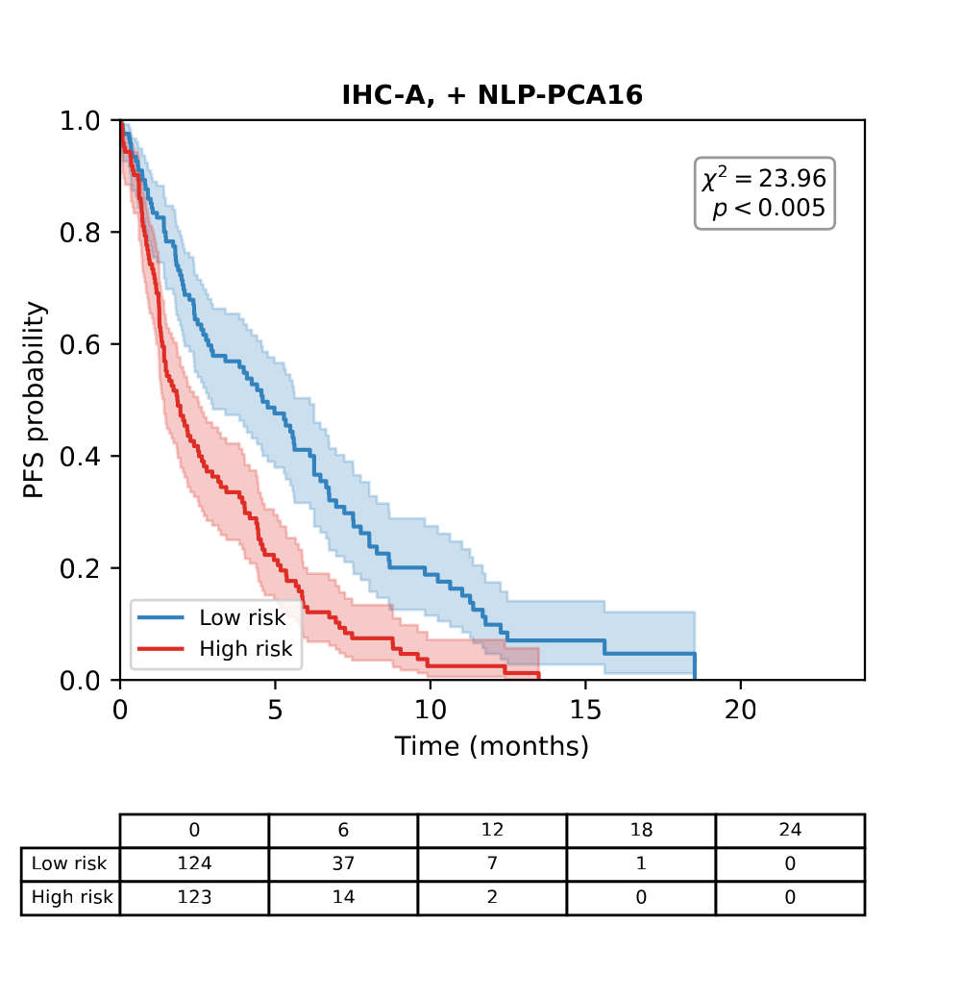 IHC-A, + NLP-PCA16
1.0
0.8
0.6
0.4
0.2
0.0
PFS probability
χ² = 23.96
p < 0.005
Low risk
High risk
0 5 10 15 20
Time (months)
0 6 12 18 24
Low risk 124 37 7 1 0
High risk 123 14 2 0 0